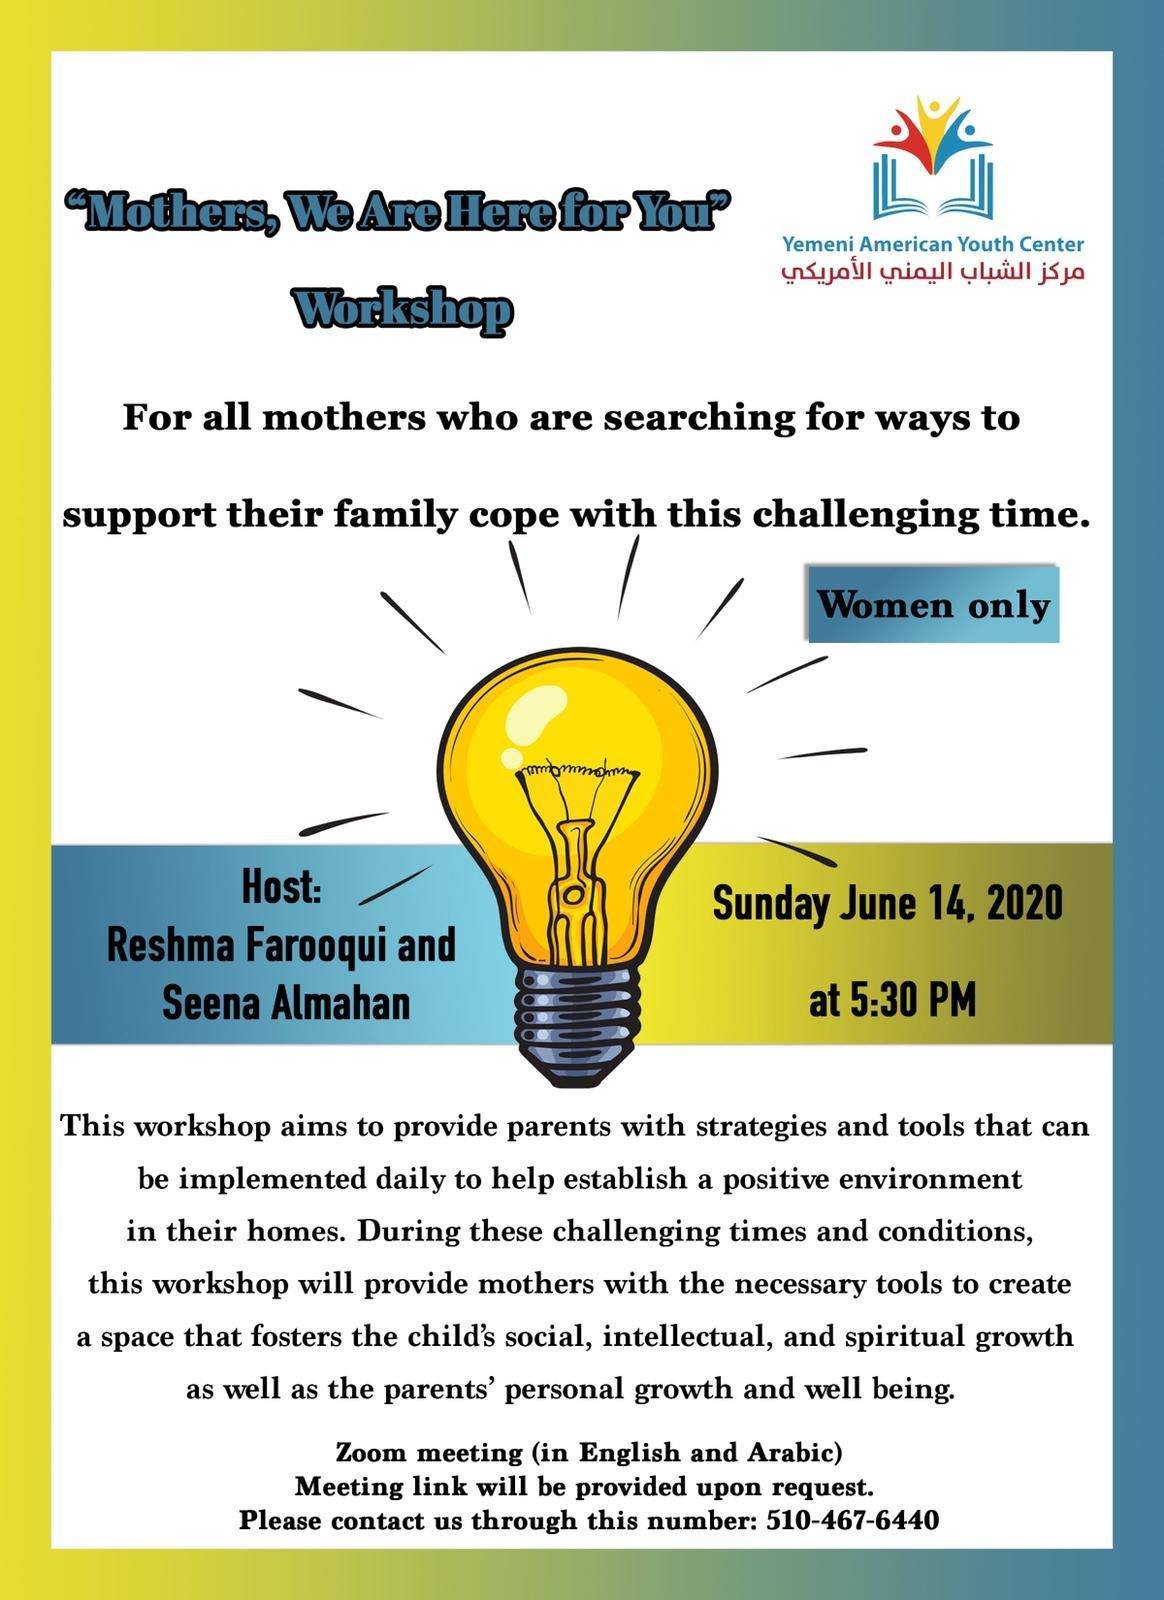 “Mothers, We Are Here for You”
Workshop
Yemeni American Youth Center
مركز الشباب اليمني الأمريكي
For all mothers who are searching for ways to
support their family cope with this challenging time.
Women only
Host:
Reshma Farooqui and
Seena Almahan
Sunday June 14, 2020
at 5:30 PM
This workshop aims to provide parents with strategies and tools that can
be implemented daily to help establish a positive environment
in their homes. During these challenging times and conditions,
this workshop will provide mothers with the necessary tools to create
a space that fosters the child’s social, intellectual, and spiritual growth
as well as the parents’ personal growth and well being.
Zoom meeting (in English and Arabic)
Meeting link will be provided upon request.
Please contact us through this number: 510-467-6440